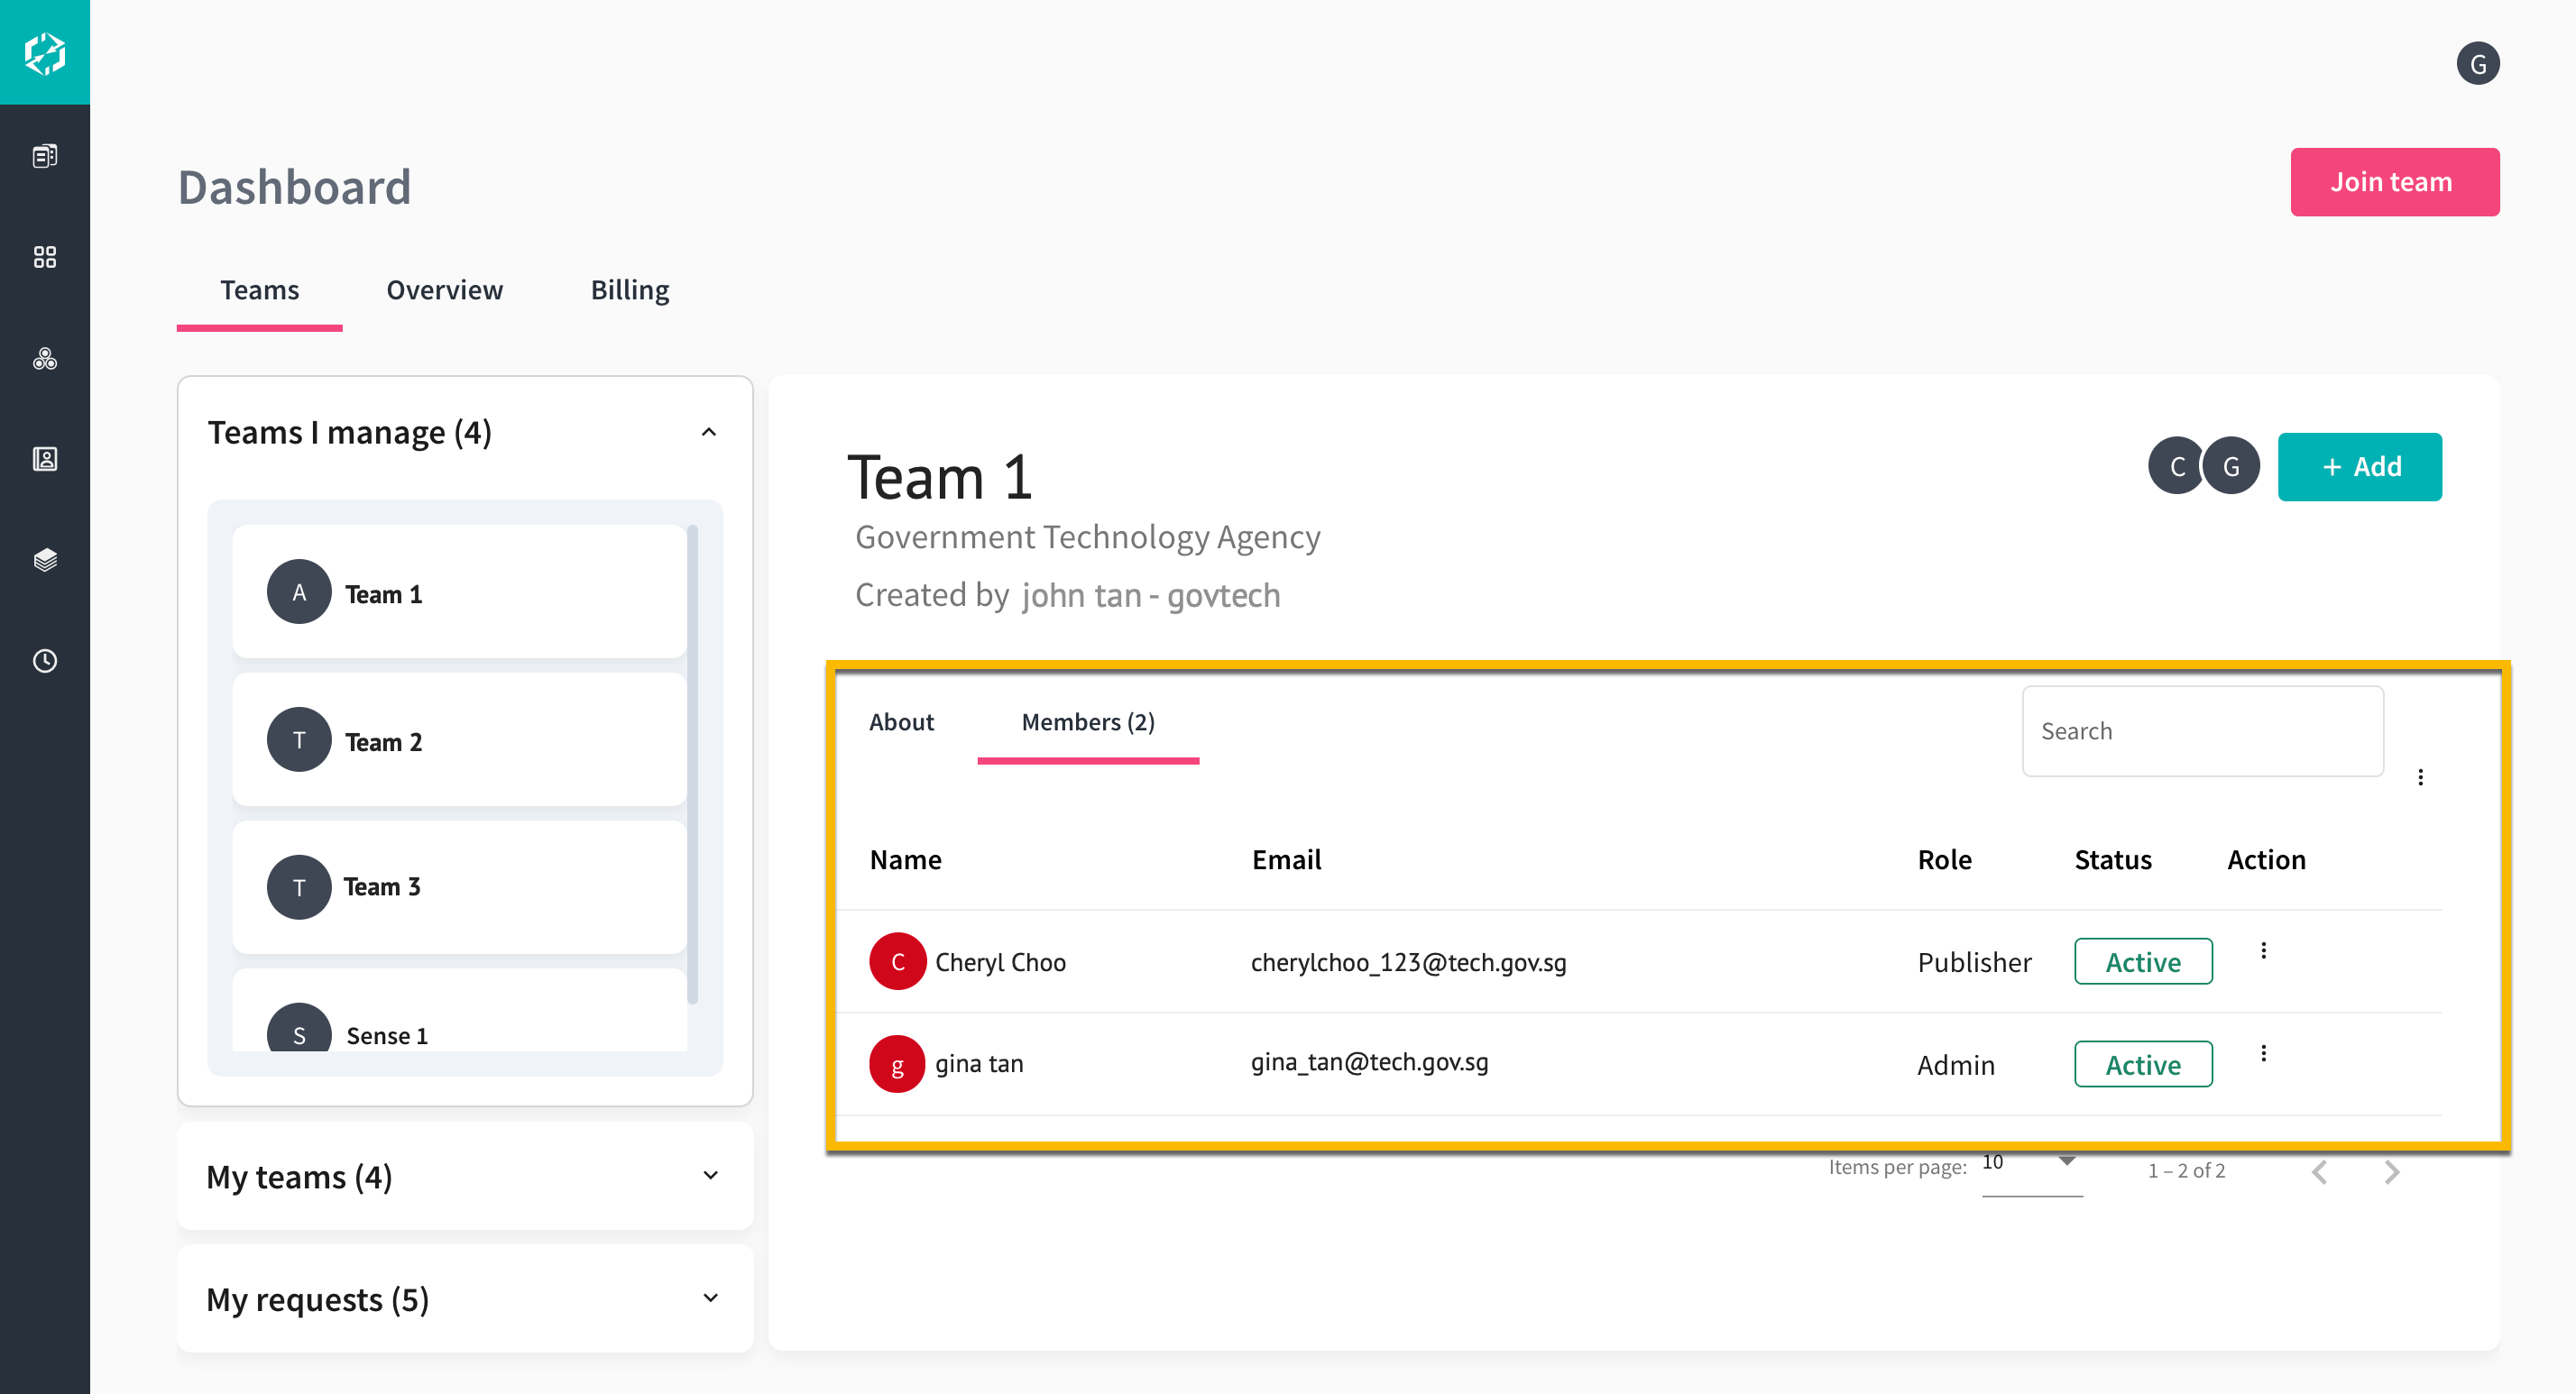 G
Dashboard
Join team
Teams Overview Billing
Teams I manage (4)
A Team 1
T Team 2
T Team 3
S Sense 1
My teams (4)
My requests (5)
Team 1
C G + Add
Government Technology Agency
Created by john tan - govtech
About Members (2) Search
Name Email Role Status Action
C Cheryl Choo cherylchoo_123@tech.gov.sg Publisher Active
g gina tan gina_tan@tech.gov.sg Admin Active
Items per page: 10 1 – 2 of 2